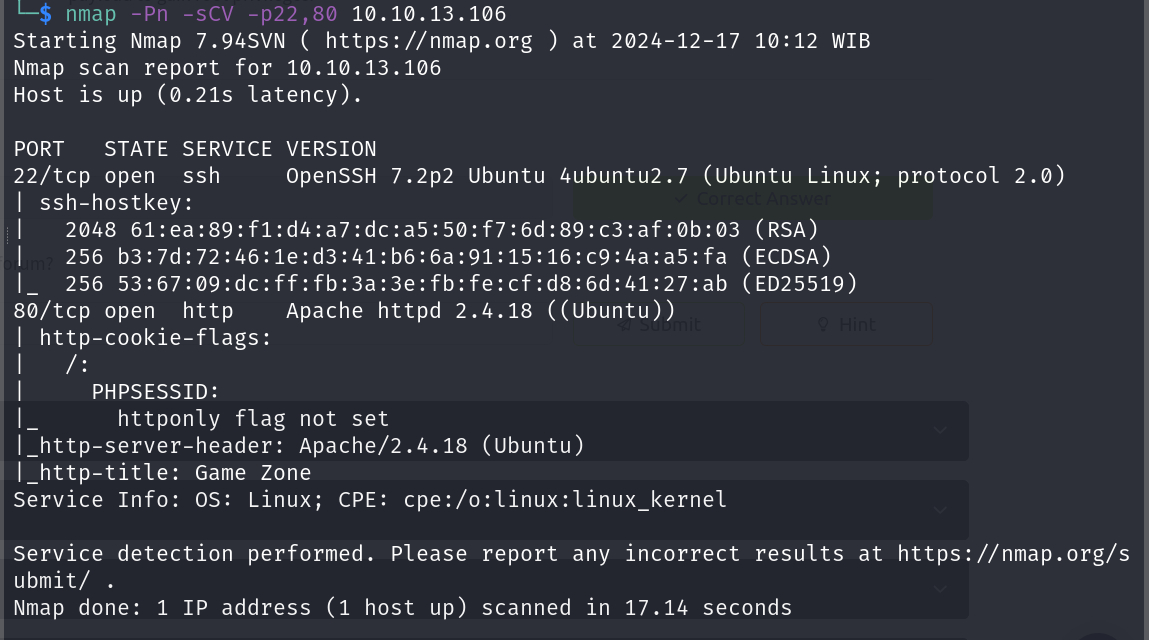 └─$ nmap -Pn -sCV -p22,80 10.10.13.106
Starting Nmap 7.94SVN ( https://nmap.org ) at 2024-12-17 10:12 WIB
Nmap scan report for 10.10.13.106
Host is up (0.21s latency).
PORT   STATE SERVICE VERSION
22/tcp open  ssh     OpenSSH 7.2p2 Ubuntu 4ubuntu2.7 (Ubuntu Linux; protocol 2.0)
| ssh-hostkey:
|   2048 61:ea:89:f1:d4:a7:dc:a5:50:f7:6d:89:c3:af:0b:03 (RSA)
|   256 b3:7d:72:46:1e:d3:41:b6:6a:91:15:16:c9:4a:a5:fa (ECDSA)
|_  256 53:67:09:dc:ff:fb:3a:3e:fb:fe:cf:d8:6d:41:27:ab (ED25519)
80/tcp open  http    Apache httpd 2.4.18 ((Ubuntu))
| http-cookie-flags:
|   /:
|     PHPSESSID:
|_      httponly flag not set
|_http-server-header: Apache/2.4.18 (Ubuntu)
|_http-title: Game Zone
Service Info: OS: Linux; CPE: cpe:/o:linux:linux_kernel
Service detection performed. Please report any incorrect results at https://nmap.org/s
ubmit/ .
Nmap done: 1 IP address (1 host up) scanned in 17.14 seconds
Correct Answer
Submit
Hint